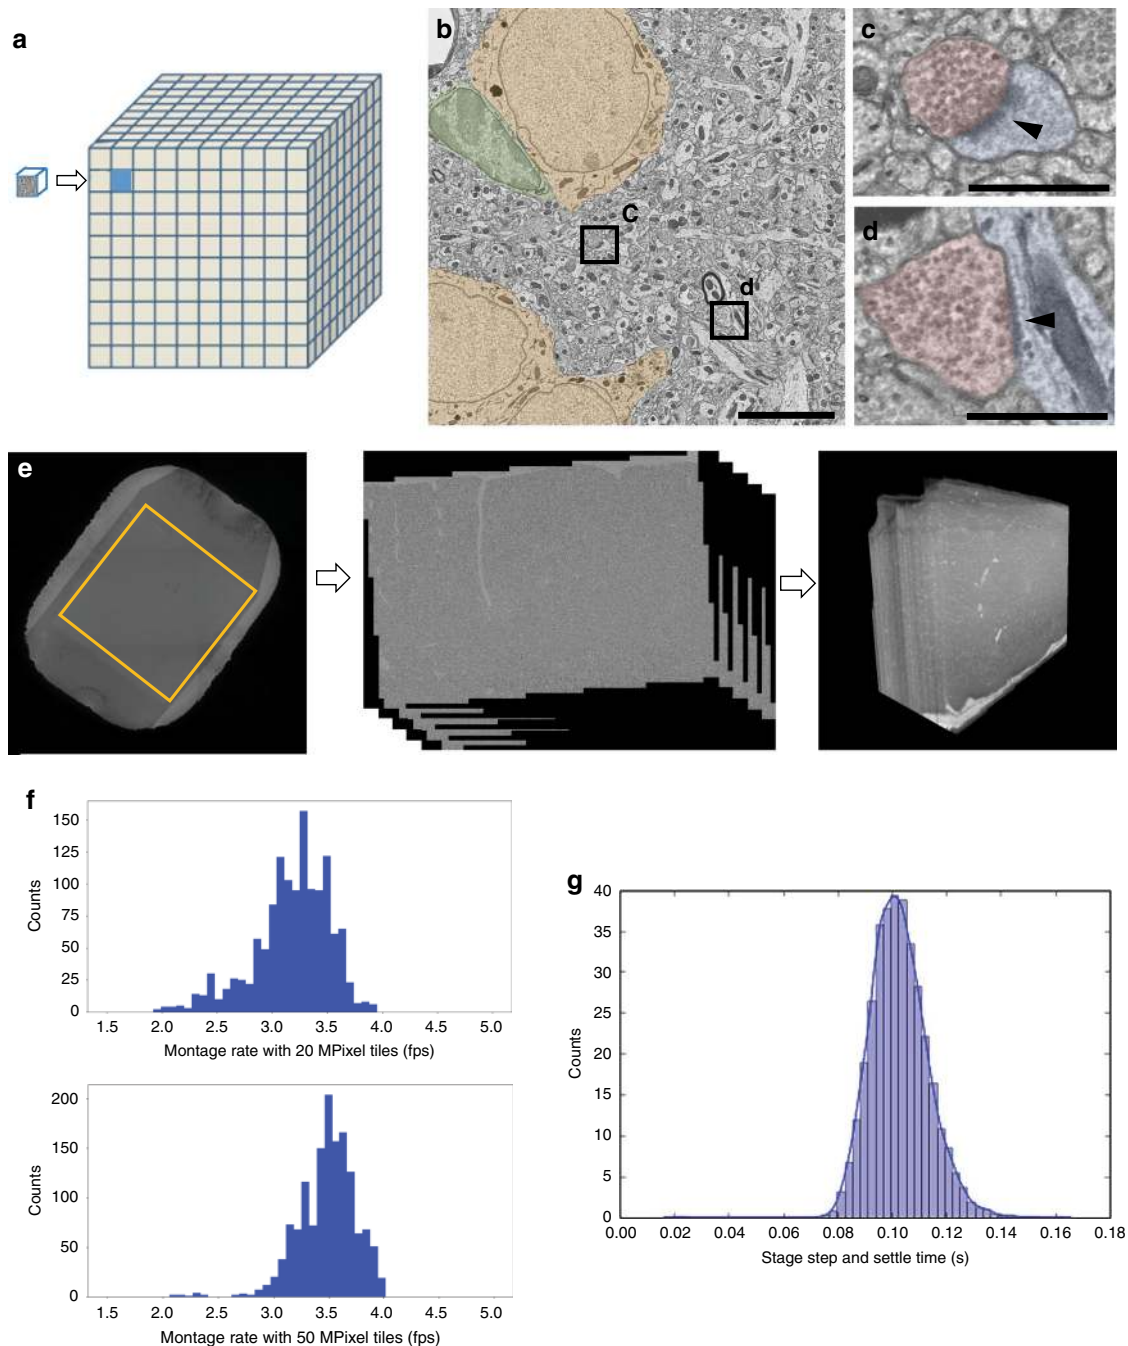 a
b
C
d
c
d
e
f
150
125
100
75
50
25
0
Counts
1.5 2.0 2.5 3.0 3.5 4.0 4.5 5.0
Montage rate with 20 MPixel tiles (fps)
200
150
100
50
0
Counts
1.5 2.0 2.5 3.0 3.5 4.0 4.5 5.0
Montage rate with 50 MPixel tiles (fps)
g
40
35
30
25
20
15
10
5
0
Counts
0.00 0.02 0.04 0.06 0.08 0.10 0.12 0.14 0.16 0.18
Stage step and settle time (s)